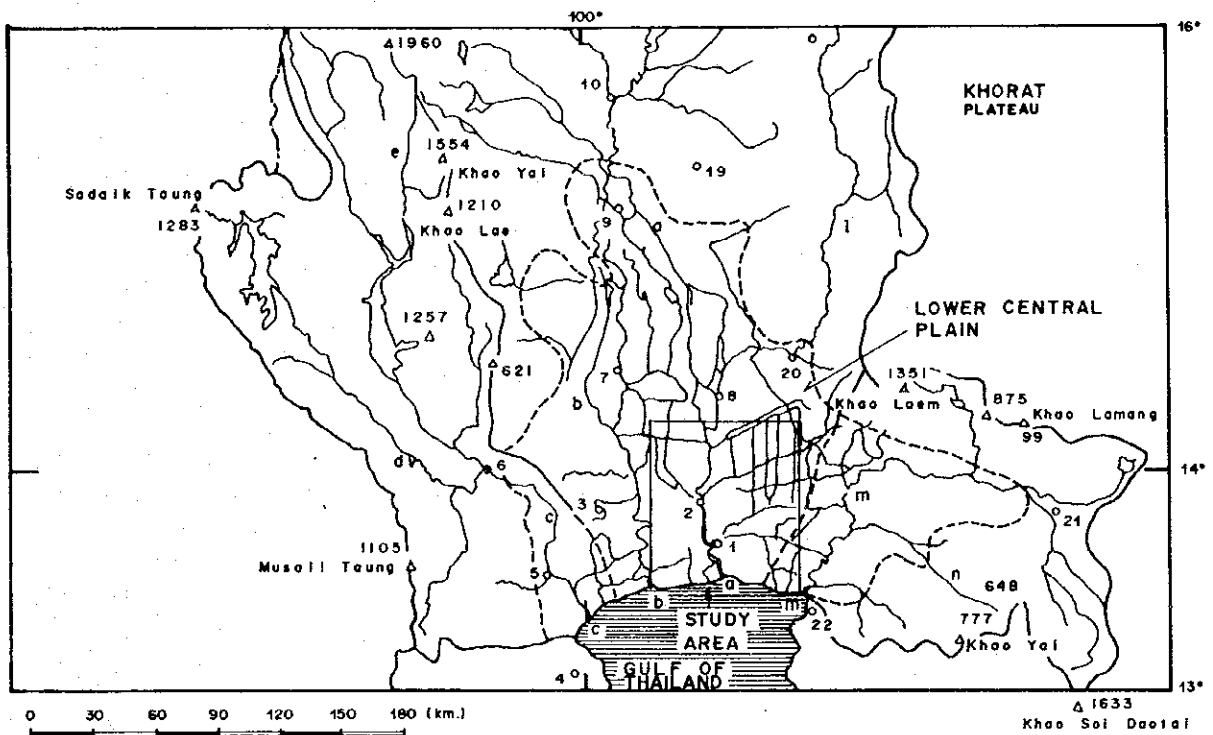 100°
16°
1960
10
KHORAT
PLATEAU
1554
e
Khao Yai
19
Sadaik Taung
1283
1210
Khao Lae
9
a
l
LOWER CENTRAL
PLAIN
1257
621
7
20
1351
8
b
Khao Laem
875
Khao Lamang
99
d
6
14°
3
2
m
c
21
1
1105
Musali Taung
5
n
648
a
b
m
777
c
STUDY
AREA
22
Khao Yai
GULF OF
THAILAND
4
13°
0 30 60 90 120 150 180 (km.)
1633
Khao Soi Daotai